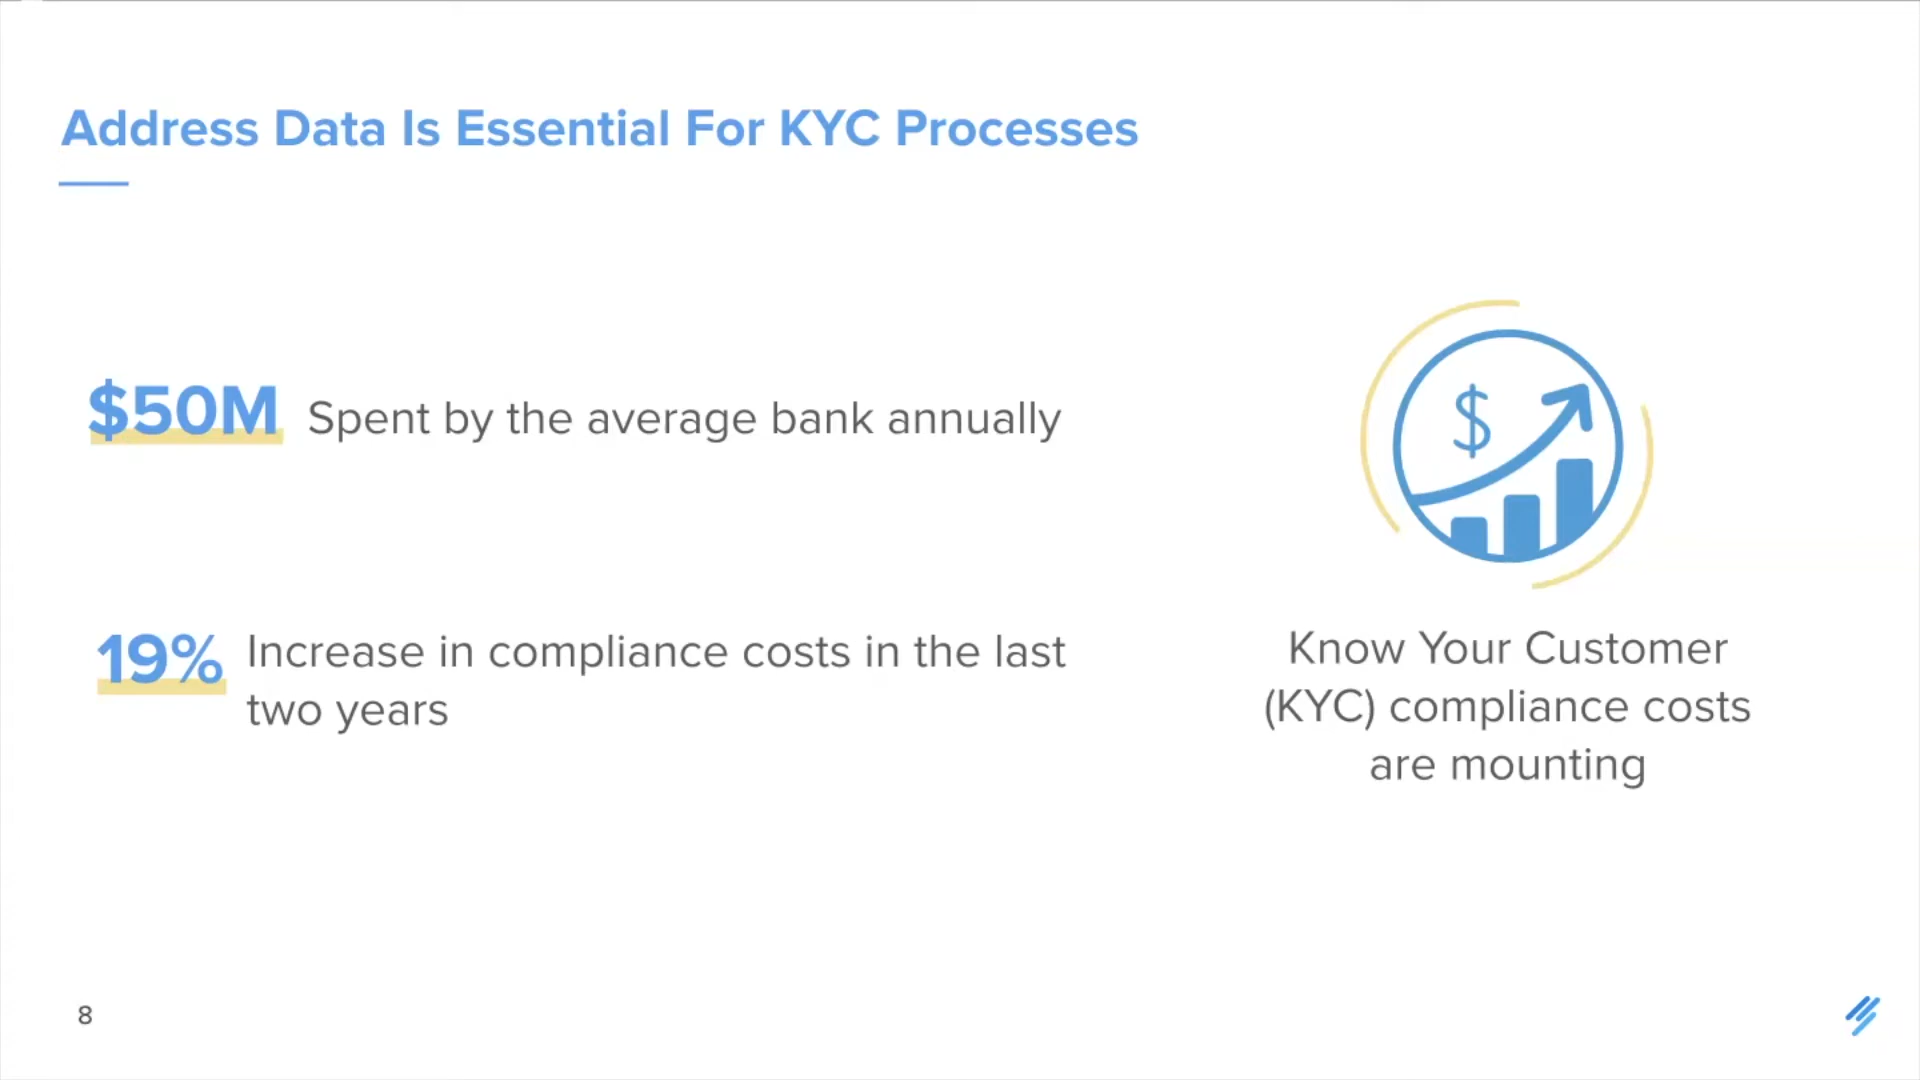 Address Data Is Essential For KYC Processes
$50M Spent by the average bank annually
19% Increase in compliance costs in the last
two years
$
Know Your Customer
(KYC) compliance costs
are mounting
8